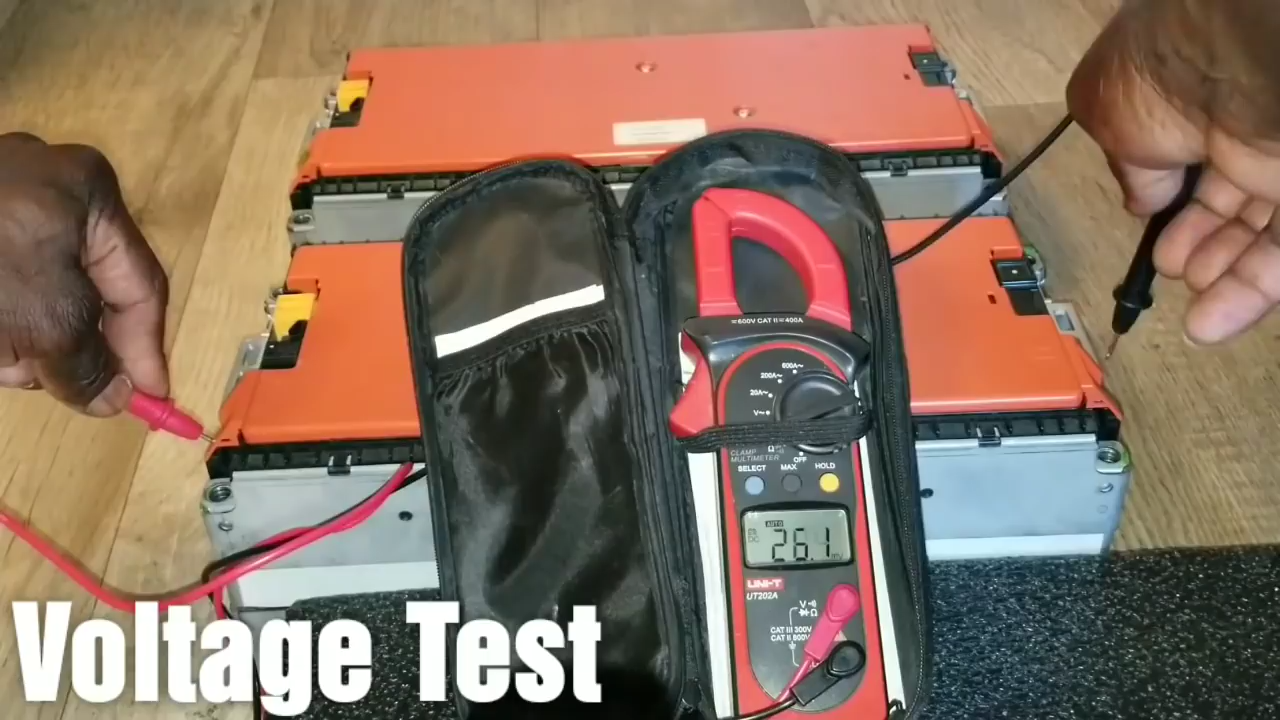 ≂600V CAT II≂400A
600A~
200A~
20A~
V~
OFF
CLAMP
MULTIMETER
SELECT MAX HOLD
AUTO
DC
26.1
UNI-T
UT202A
V
Ω
CAT III 300V
CAT II 600V
Voltage Test